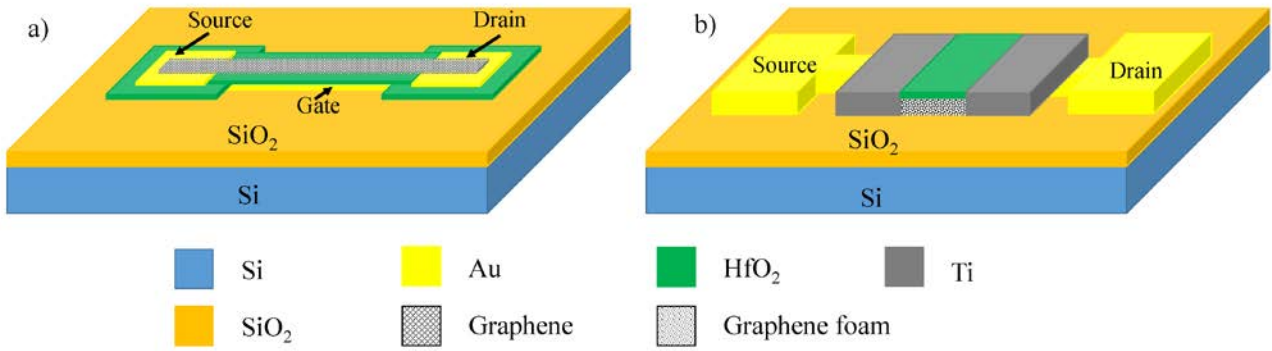 a)
Source
Drain
Gate
SiO₂
Si
b)
Source
Drain
SiO₂
Si
Si
Au
HfO₂
Ti
SiO₂
Graphene
Graphene foam